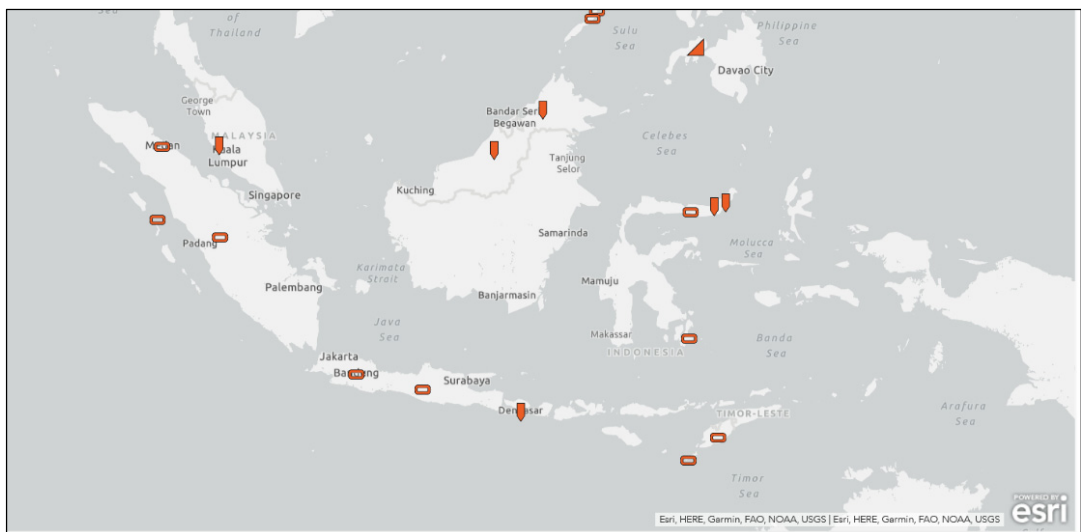 Sea
of
Thailand
Sulu
Sea
Philippine
Sea
Davao City
George
Town
Bandar Seri
Begawan
MALAYSIA
Medan
Kuala
Lumpur
Celebes
Sea
Tanjung
Selor
Kuching
Singapore
Samarinda
Padang
Molucca
Sea
Karimata
Strait
Palembang
Mamuju
Banjarmasin
Java
Sea
Makassar
Banda
Sea
INDONESIA
Jakarta
Bandung
Surabaya
Denpasar
TIMOR-LESTE
Arafura
Sea
Timor
Sea
POWERED BY
esri
Esri, HERE, Garmin, FAO, NOAA, USGS | Esri, HERE, Garmin, FAO, NOAA, USGS